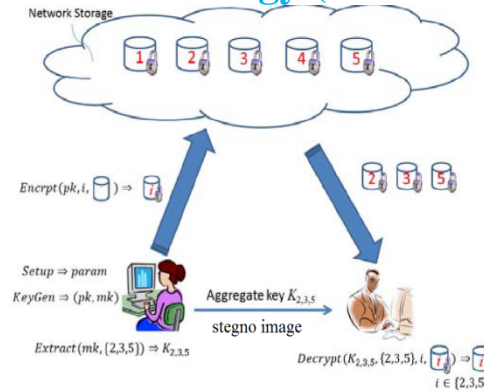 Network Storage
1 2 3 4 5
Encrpt(pk, i, ) ⇒ i
2 3 5
Setup ⇒ param
KeyGen ⇒ (pk, mk)
Aggregate key K₂,₃,₅
stegno image
Extract(mk, {2,3,5}) ⇒ K₂,₃,₅
Decrypt(K₂,₃,₅, {2,3,5}, i, i ) ⇒ i
i ∈ {2,3,5